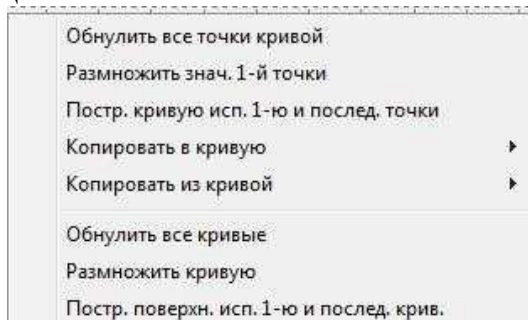 Обнулить все точки кривой
Размножить знач. 1-й точки
Постр. кривую исп. 1-ю и послед. точки
Копировать в кривую
Копировать из кривой
Обнулить все кривые
Размножить кривую
Постр. поверхн. исп. 1-ю и послед. крив.